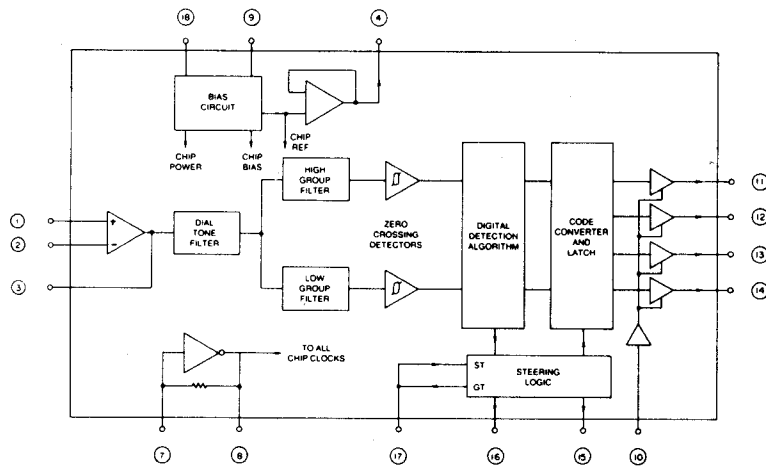 18
9
4
BIAS
CIRCUIT
CHIP
POWER
CHIP
BIAS
CHIP
REF
HIGH
GROUP
FILTER
1
2
3
+
−
DIAL
TONE
FILTER
ZERO
CROSSING
DETECTORS
DIGITAL
DETECTION
ALGORITHM
CODE
CONVERTER
AND
LATCH
11
12
13
14
LOW
GROUP
FILTER
TO ALL
CHIP CLOCKS
ST
GT
STEERING
LOGIC
7
8
17
16
15
10